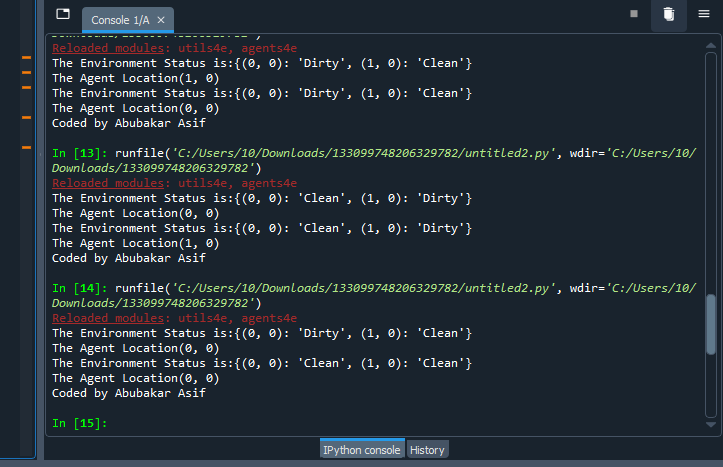 Console 1/A ×
Reloaded modules: utils4e, agents4e
The Environment Status is:{(0, 0): 'Dirty', (1, 0): 'Clean'}
The Agent Location(1, 0)
The Environment Status is:{(0, 0): 'Dirty', (1, 0): 'Clean'}
The Agent Location(0, 0)
Coded by Abubakar Asif
In [13]: runfile('C:/Users/10/Downloads/133099748206329782/untitled2.py', wdir='C:/Users/10/
Downloads/133099748206329782')
Reloaded modules: utils4e, agents4e
The Environment Status is:{(0, 0): 'Clean', (1, 0): 'Dirty'}
The Agent Location(0, 0)
The Environment Status is:{(0, 0): 'Clean', (1, 0): 'Dirty'}
The Agent Location(1, 0)
Coded by Abubakar Asif
In [14]: runfile('C:/Users/10/Downloads/133099748206329782/untitled2.py', wdir='C:/Users/10/
Downloads/133099748206329782')
Reloaded modules: utils4e, agents4e
The Environment Status is:{(0, 0): 'Dirty', (1, 0): 'Clean'}
The Agent Location(0, 0)
The Environment Status is:{(0, 0): 'Clean', (1, 0): 'Clean'}
The Agent Location(0, 0)
Coded by Abubakar Asif
In [15]:
IPython console History